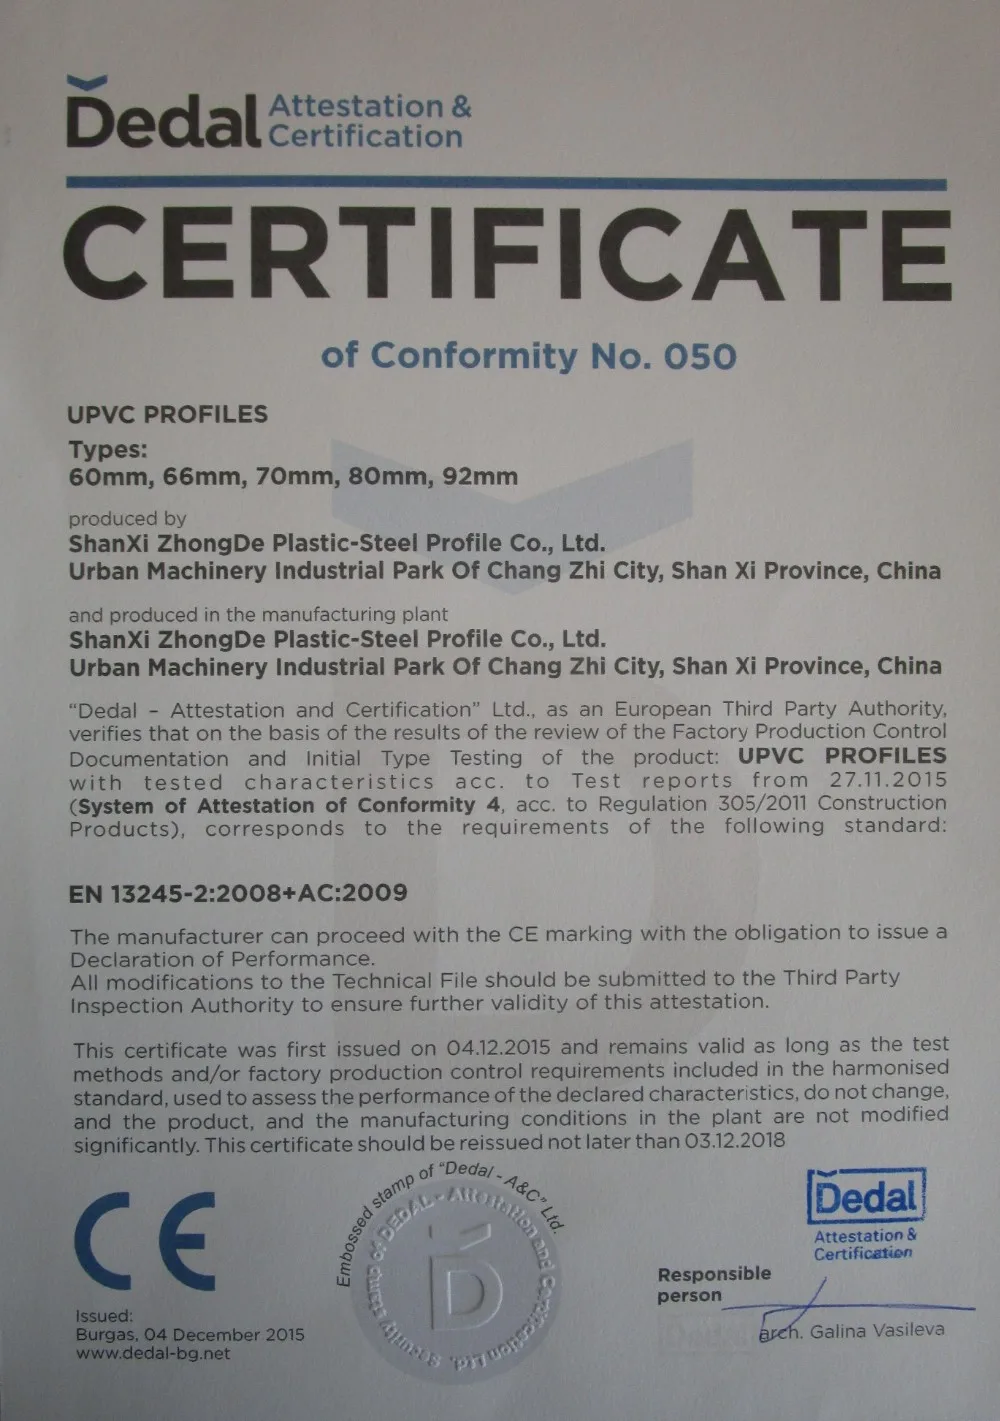 Dedal Attestation &
Certification
CERTIFICATE
of Conformity No. 050
UPVC PROFILES
Types:
60mm, 66mm, 70mm, 80mm, 92mm
produced by
ShanXi ZhongDe Plastic-Steel Profile Co., Ltd.
Urban Machinery Industrial Park Of Chang Zhi City, Shan Xi Province, China
and produced in the manufacturing plant
ShanXi ZhongDe Plastic-Steel Profile Co., Ltd.
Urban Machinery Industrial Park Of Chang Zhi City, Shan Xi Province, China
“Dedal – Attestation and Certification” Ltd., as an European Third Party Authority,
verifies that on the basis of the results of the review of the Factory Production Control
Documentation and Initial Type Testing of the product: UPVC PROFILES
with tested characteristics acc. to Test reports from 27.11.2015
(System of Attestation of Conformity 4, acc. to Regulation 305/2011 Construction
Products), corresponds to the requirements of the following standard:
EN 13245-2:2008+AC:2009
The manufacturer can proceed with the CE marking with the obligation to issue a
Declaration of Performance.
All modifications to the Technical File should be submitted to the Third Party
Inspection Authority to ensure further validity of this attestation.
This certificate was first issued on 04.12.2015 and remains valid as long as the test
methods and/or factory production control requirements included in the harmonised
standard, used to assess the performance of the declared characteristics, do not change,
and the product, and the manufacturing conditions in the plant are not modified
significantly. This certificate should be reissued not later than 03.12.2018
CE
Issued:
Burgas, 04 December 2015
www.dedal-bg.net
Embossed stamp of “Dedal - A&C” Ltd.
Security stamp of DEDAL - Attestation and Certification Ltd.
D
Dedal
Attestation &
Certification
Responsible
person
arch. Galina Vasileva